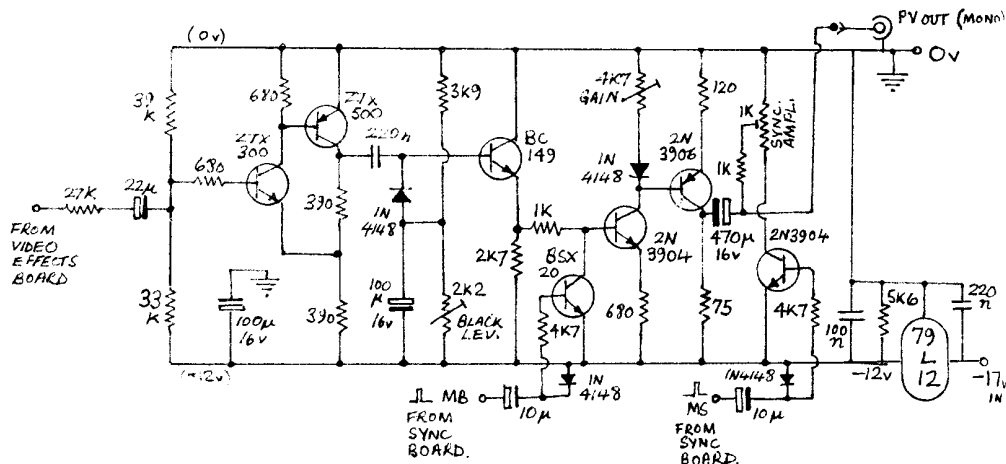 (0v)
PV OUT (MONO)
0v
39
K
680
ZTX
500
ZTX
300
220n
3K9
4K7
GAIN
120
1K
SYNC.
AMPL.
BC
149
1N
4148
2N
3906
1K
680
27K
22µ
390
1N
4148
1K
2N
3904
470µ
16v
2N3904
FROM
VIDEO
EFFECTS
BOARD
2K7
BSX
20
33
K
100µ
16v
390
100
µ
16v
2K2
BLACK
LEV.
4K7
680
75
4K7
100
n
5K6
220
n
79
L
12
(-12v)
-12v
-17v
IN
1N
4148
1N4148
MB
10µ
FROM
SYNC
BOARD.
MS
10µ
FROM
SYNC
BOARD.